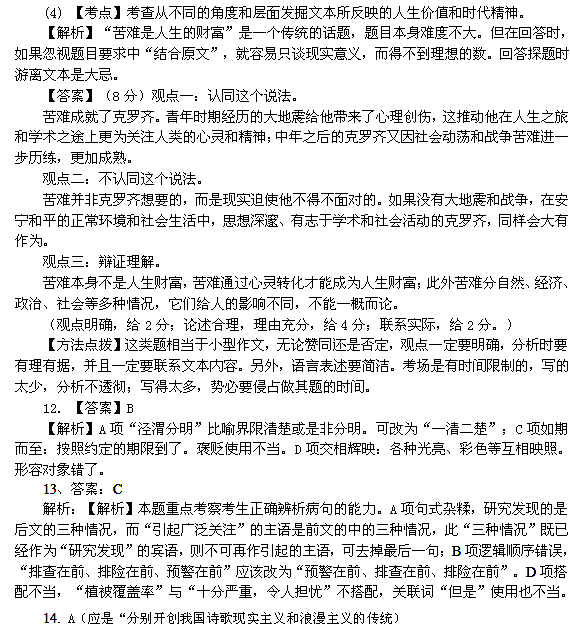 (4) 【考点】考查从不同的角度和层面发掘文本所反映的人生价值和时代精神。
【解析】“苦难是人生的财富”是一个传统的话题，题目本身难度不大。但在回答时，
如果忽视题目要求中“结合原文”，就容易只谈现实意义，而得不到理想的数。回答探题时
游离文本是大忌。
【答案】(8分)观点一：认同这个说法。
苦难成就了克罗齐。青年时期经历的大地震给他带来了心理创伤，这推动他在人生之旅
和学术之途上更为关注人类的心灵和精神；中年之后的克罗齐又因社会动荡和战争苦难进一
步历练，更加成熟。
观点二：不认同这个说法。
苦难并非克罗齐想要的，而是现实迫使他不得不面对的。如果没有大地震和战争，在安
宁和平的正常环境和社会生活中，思想深邃、有志于学术和社会活动的克罗齐，同样会大有
作为。
观点三：辩证理解。
苦难本身不是人生财富，苦难通过心灵转化才能成为人生财富；此外苦难分自然、经济、
政治、社会等多种情况，它们给人的影响不同，不能一概而论。
（观点明确，给2分；论述合理，理由充分，给4分；联系实际，给2分。）
【方法点拨】这类题相当于小型作文，无论赞同还是否定，观点一定要明确，分析时要
有理有据，并且一定要联系文本内容。另外，语言表述要简洁。考场是有时间限制的，写的
太少，分析不透彻；写得太多，势必要侵占做其题的时间。
12. 【答案】B
【解析】A项“泾渭分明”比喻界限清楚或是非分明。可改为“一清二楚”；C项如期
而至：按照约定的期限到了。褒贬使用不当。D项交相辉映：各种光亮、彩色等互相映照。
形容对象错了。
13、答案：C
解析：【解析】本题重点考察考生正确辨析病句的能力。A项句式杂糅，研究发现的是
后文的三种情况，而“引起广泛关注”的主语是前文的中的三种情况，此“三种情况”既已
经作为“研究发现”的宾语，则不可再作引起的主语，可去掉最后一句；B项逻辑顺序错误，
“排查在前、排险在前、预警在前”应该改为“预警在前、排查在前、排险在前”。D项搭
配不当，“植被覆盖率”与“十分严重，令人担忧”不搭配，关联词“但是”使用也不当。
14. A（应是“分别开创我国诗歌现实主义和浪漫主义的传统）